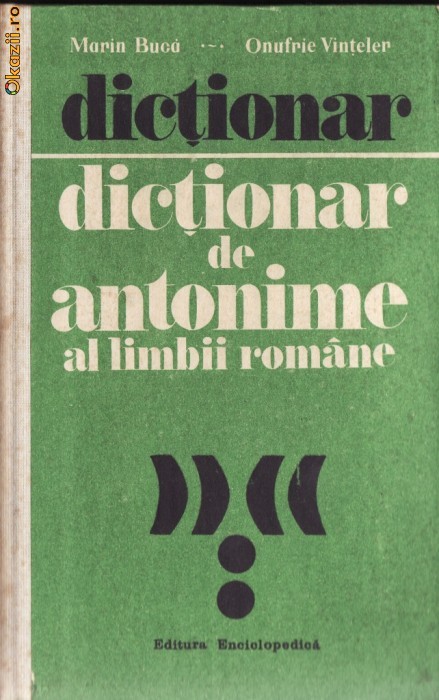 Okazii.ro
Marin Bucă ·~· Onufrie Vințeler
dicționar
dicționar
de
antonime
al limbii române
Editura Enciclopedică